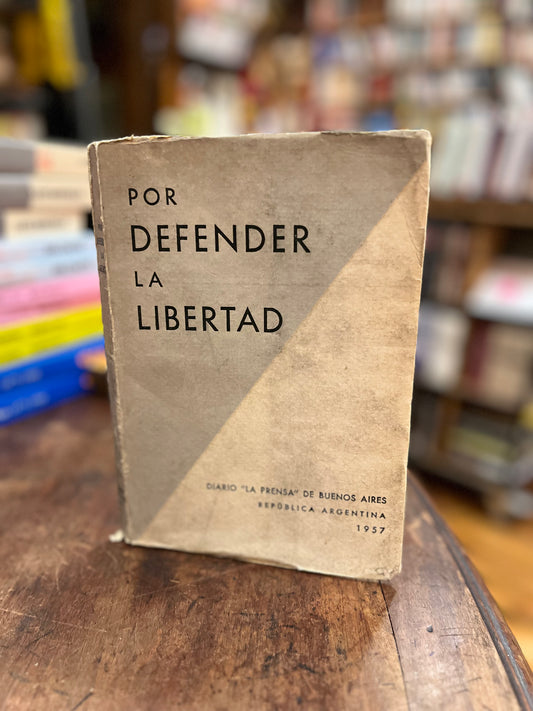 POR
DEFENDER
LA
LIBERTAD
DIARIO "LA PRENSA" DE BUENOS AIRES
REPÚBLICA ARGENTINA
1957